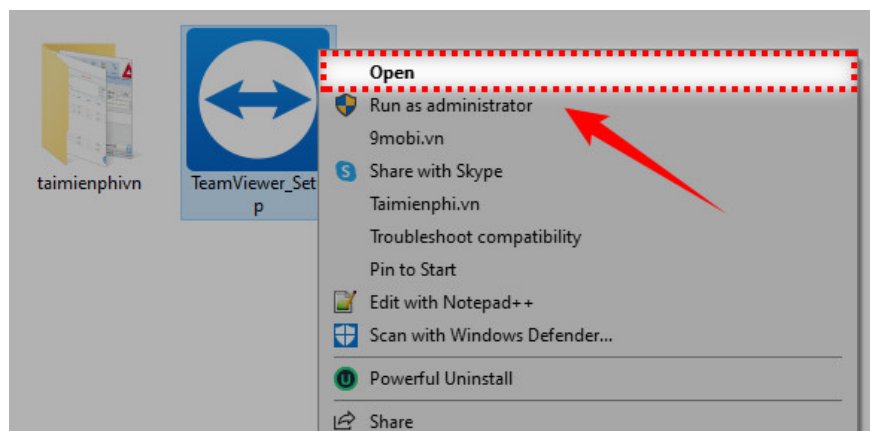 taimienphivn
TeamViewer_Set
p
Open
Run as administrator
9mobi.vn
Share with Skype
Taimienphi.vn
Troubleshoot compatibility
Pin to Start
Edit with Notepad++
Scan with Windows Defender...
Powerful Uninstall
Share